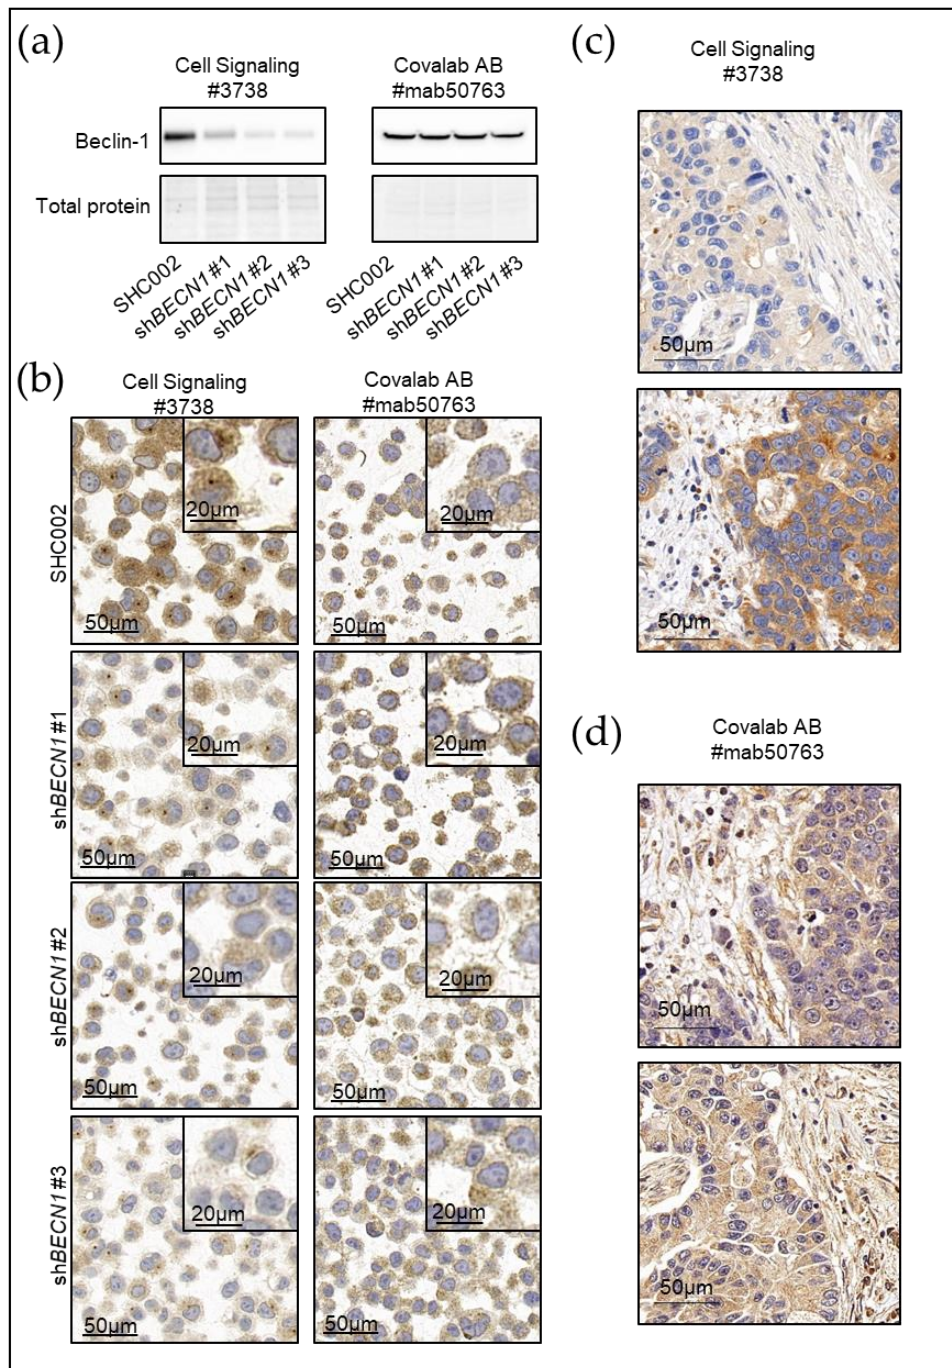 (a)
Cell Signaling
#3738
Covalab AB
#mab50763
Beclin-1
Total protein
SHC002
shBECN1#1
shBECN1#2
shBECN1#3
SHC002
shBECN1#1
shBECN1#2
shBECN1#3
(b)
Cell Signaling
#3738
Covalab AB
#mab50763
SHC002
20µm
50µm
20µm
50µm
shBECN1#1
20µm
50µm
20µm
50µm
shBECN1#2
20µm
50µm
20µm
50µm
shBECN1#3
20µm
50µm
20µm
50µm
(c)
Cell Signaling
#3738
50µm
50µm
(d)
Covalab AB
#mab50763
50µm
50µm